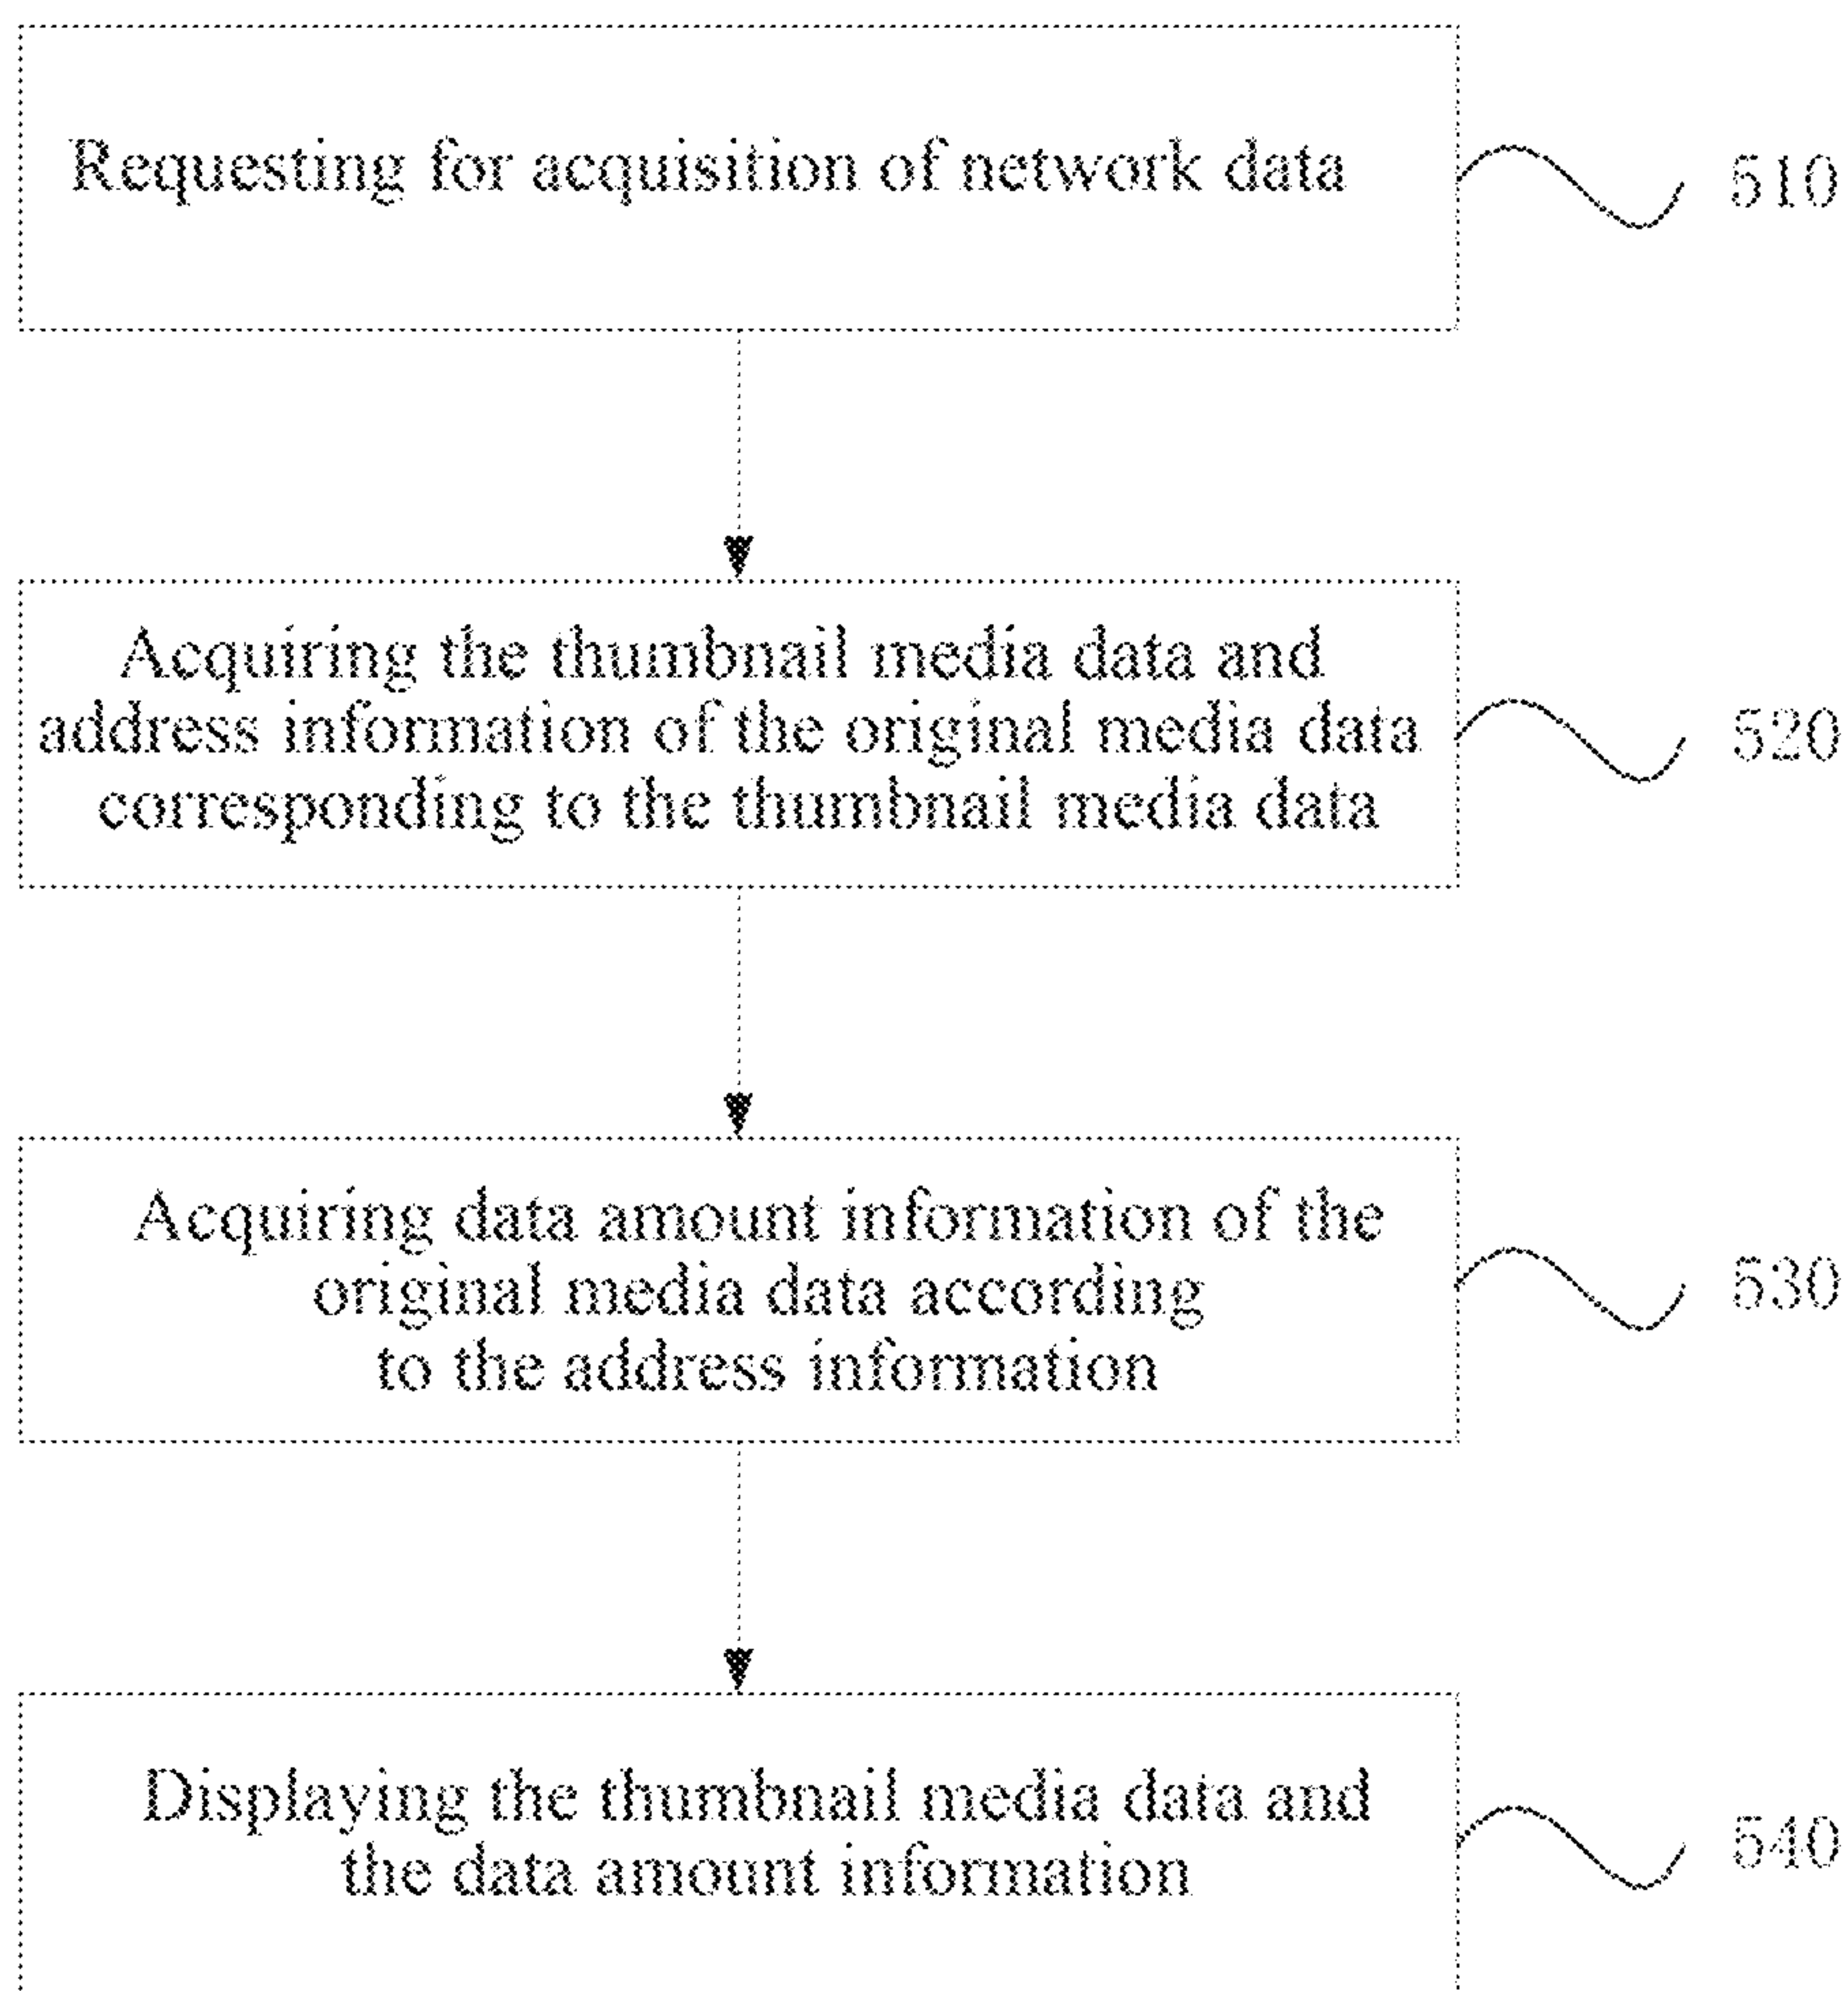 Requesting for acquisition of network data
510
Acquiring the thumbnail media data and
address information of the original media data
corresponding to the thumbnail media data
520
Acquiring data amount information of the
original media data according
to the address information
530
Displaying the thumbnail media data and
the data amount information
540